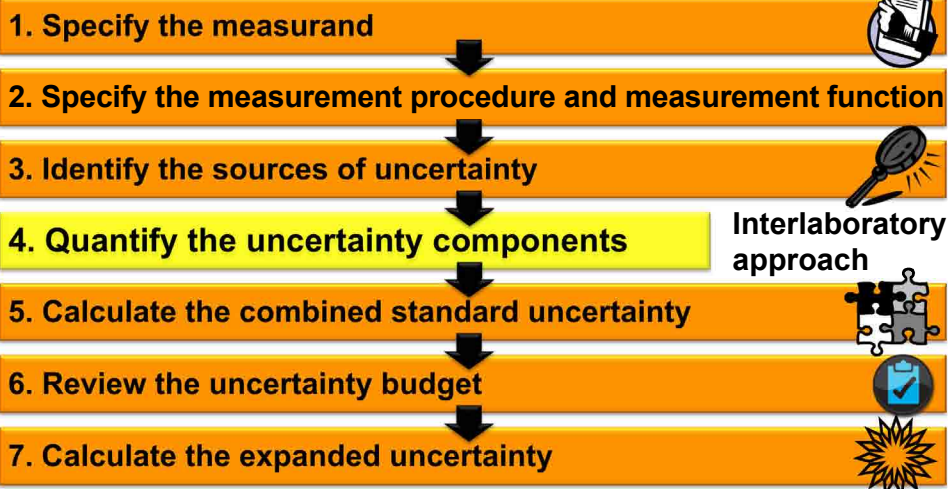 1. Specify the measurand
2. Specify the measurement procedure and measurement function
3. Identify the sources of uncertainty
4. Quantify the uncertainty components
Interlaboratory
approach
5. Calculate the combined standard uncertainty
6. Review the uncertainty budget
7. Calculate the expanded uncertainty